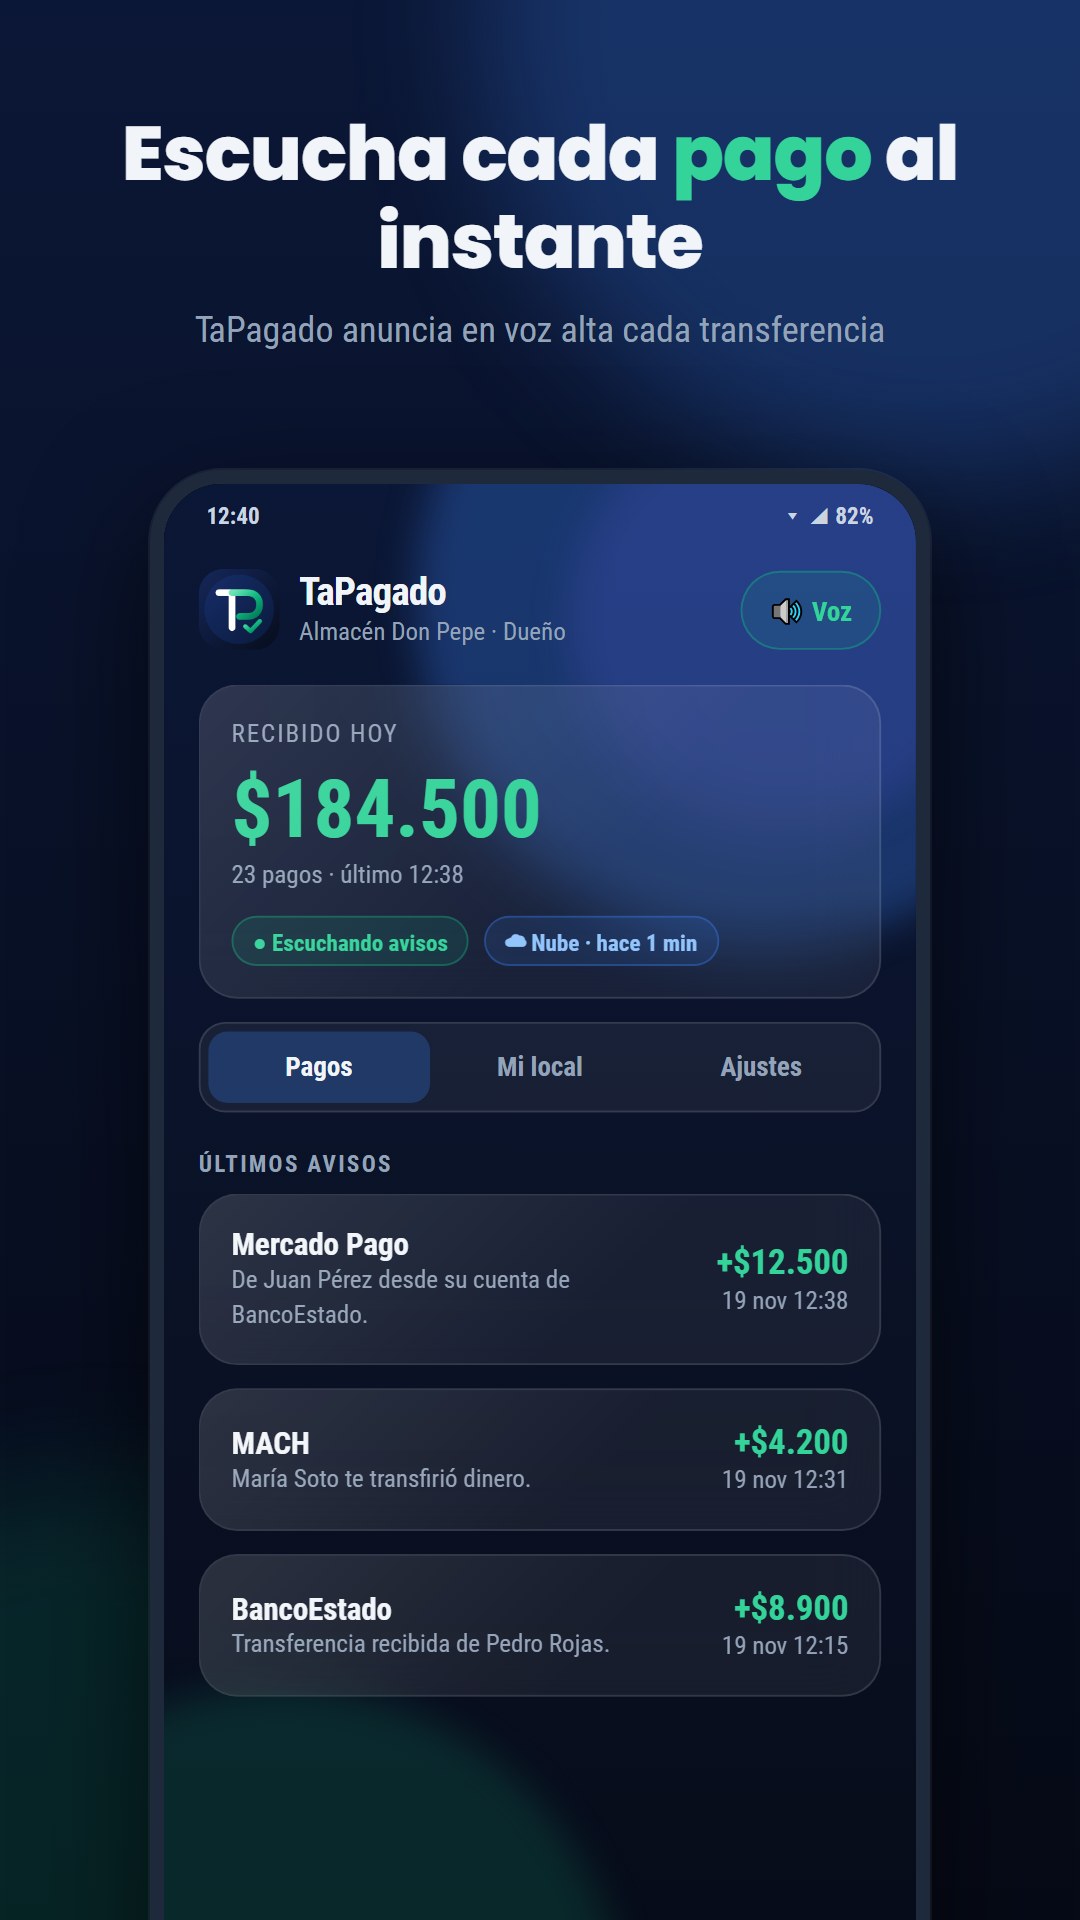 Escucha cada pago al
instante
TaPagado anuncia en voz alta cada transferencia
12:40
82%
TaPagado
Almacén Don Pepe · Dueño
Voz
RECIBIDO HOY
$184.500
23 pagos · último 12:38
Escuchando avisos
Nube · hace 1 min
Pagos
Mi local
Ajustes
ÚLTIMOS AVISOS
Mercado Pago
De Juan Pérez desde su cuenta de
BancoEstado.
+$12.500
19 nov 12:38
MACH
María Soto te transfirió dinero.
+$4.200
19 nov 12:31
BancoEstado
Transferencia recibida de Pedro Rojas.
+$8.900
19 nov 12:15